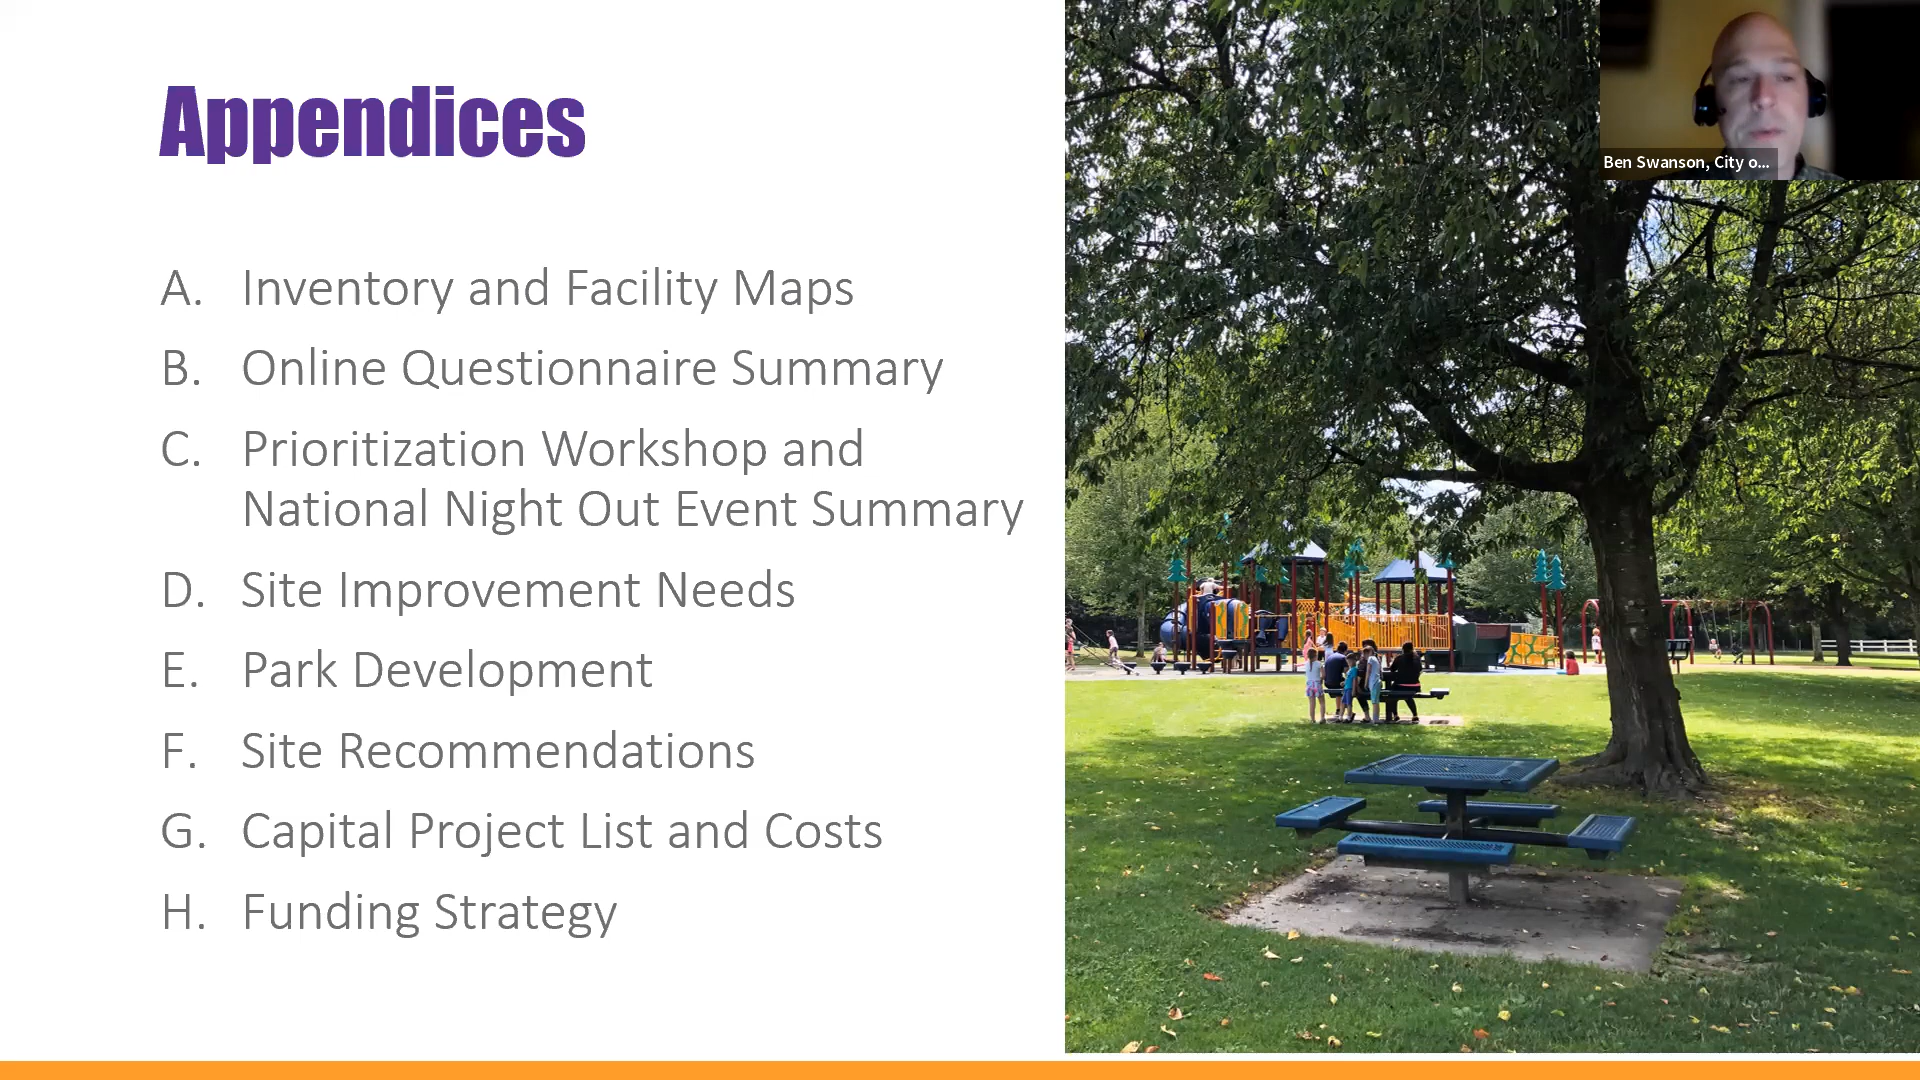 Appendices
A. Inventory and Facility Maps
B. Online Questionnaire Summary
C. Prioritization Workshop and
National Night Out Event Summary
D. Site Improvement Needs
E. Park Development
F. Site Recommendations
G. Capital Project List and Costs
H. Funding Strategy
Ben Swanson, City o...